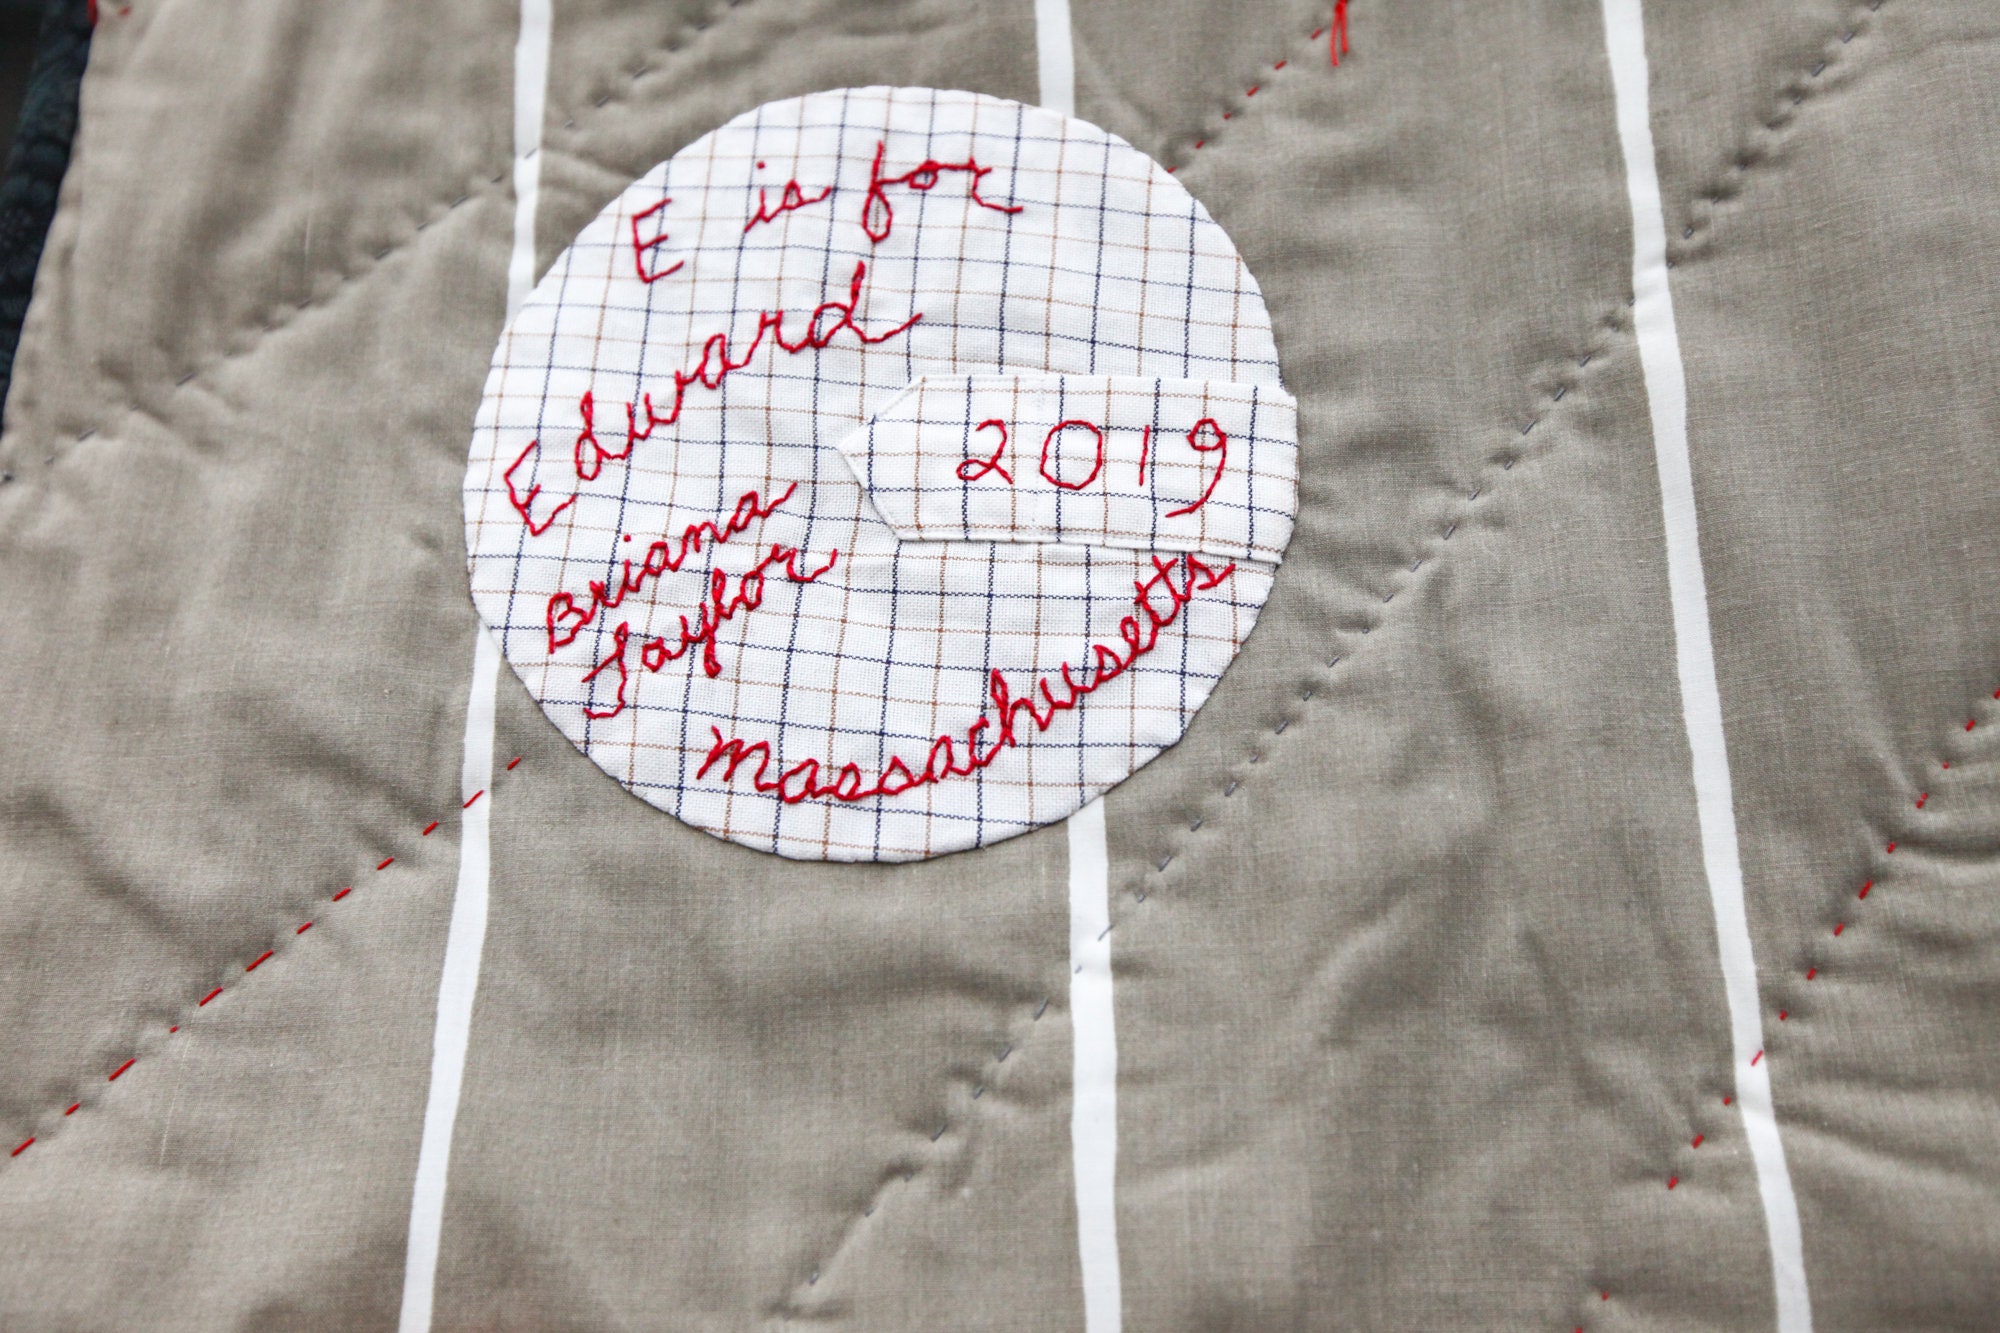 E is for
Edward
2019
Briana
Taylor
Massachusetts